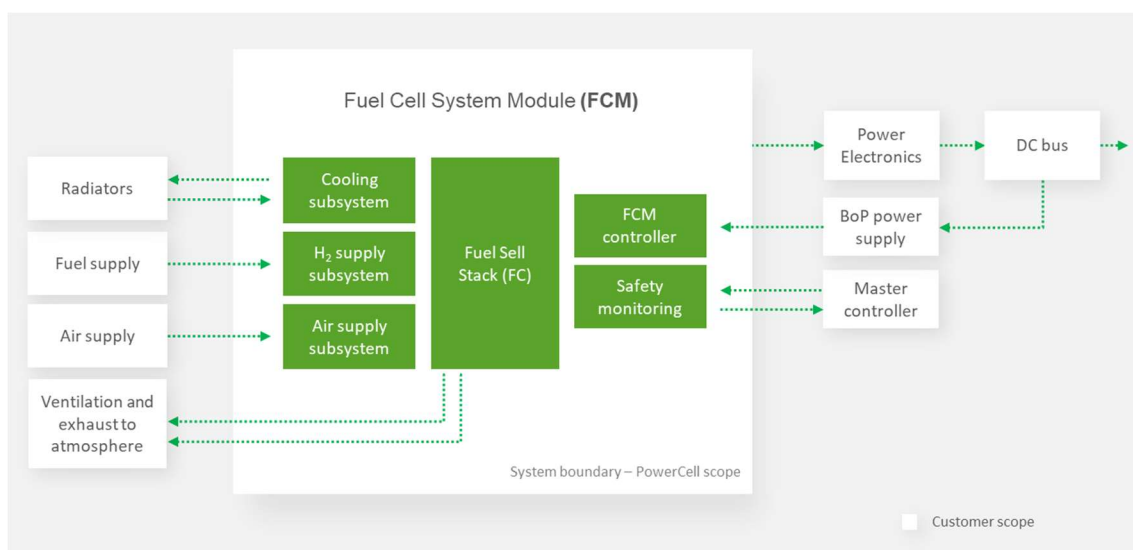 Fuel Cell System Module (FCM)
Radiators
Fuel supply
Air supply
Ventilation and
exhaust to
atmosphere
Cooling
subsystem
H₂ supply
subsystem
Air supply
subsystem
Fuel Sell
Stack (FC)
FCM
controller
Safety
monitoring
Power
Electronics
DC bus
BoP power
supply
Master
controller
System boundary – PowerCell scope
Customer scope